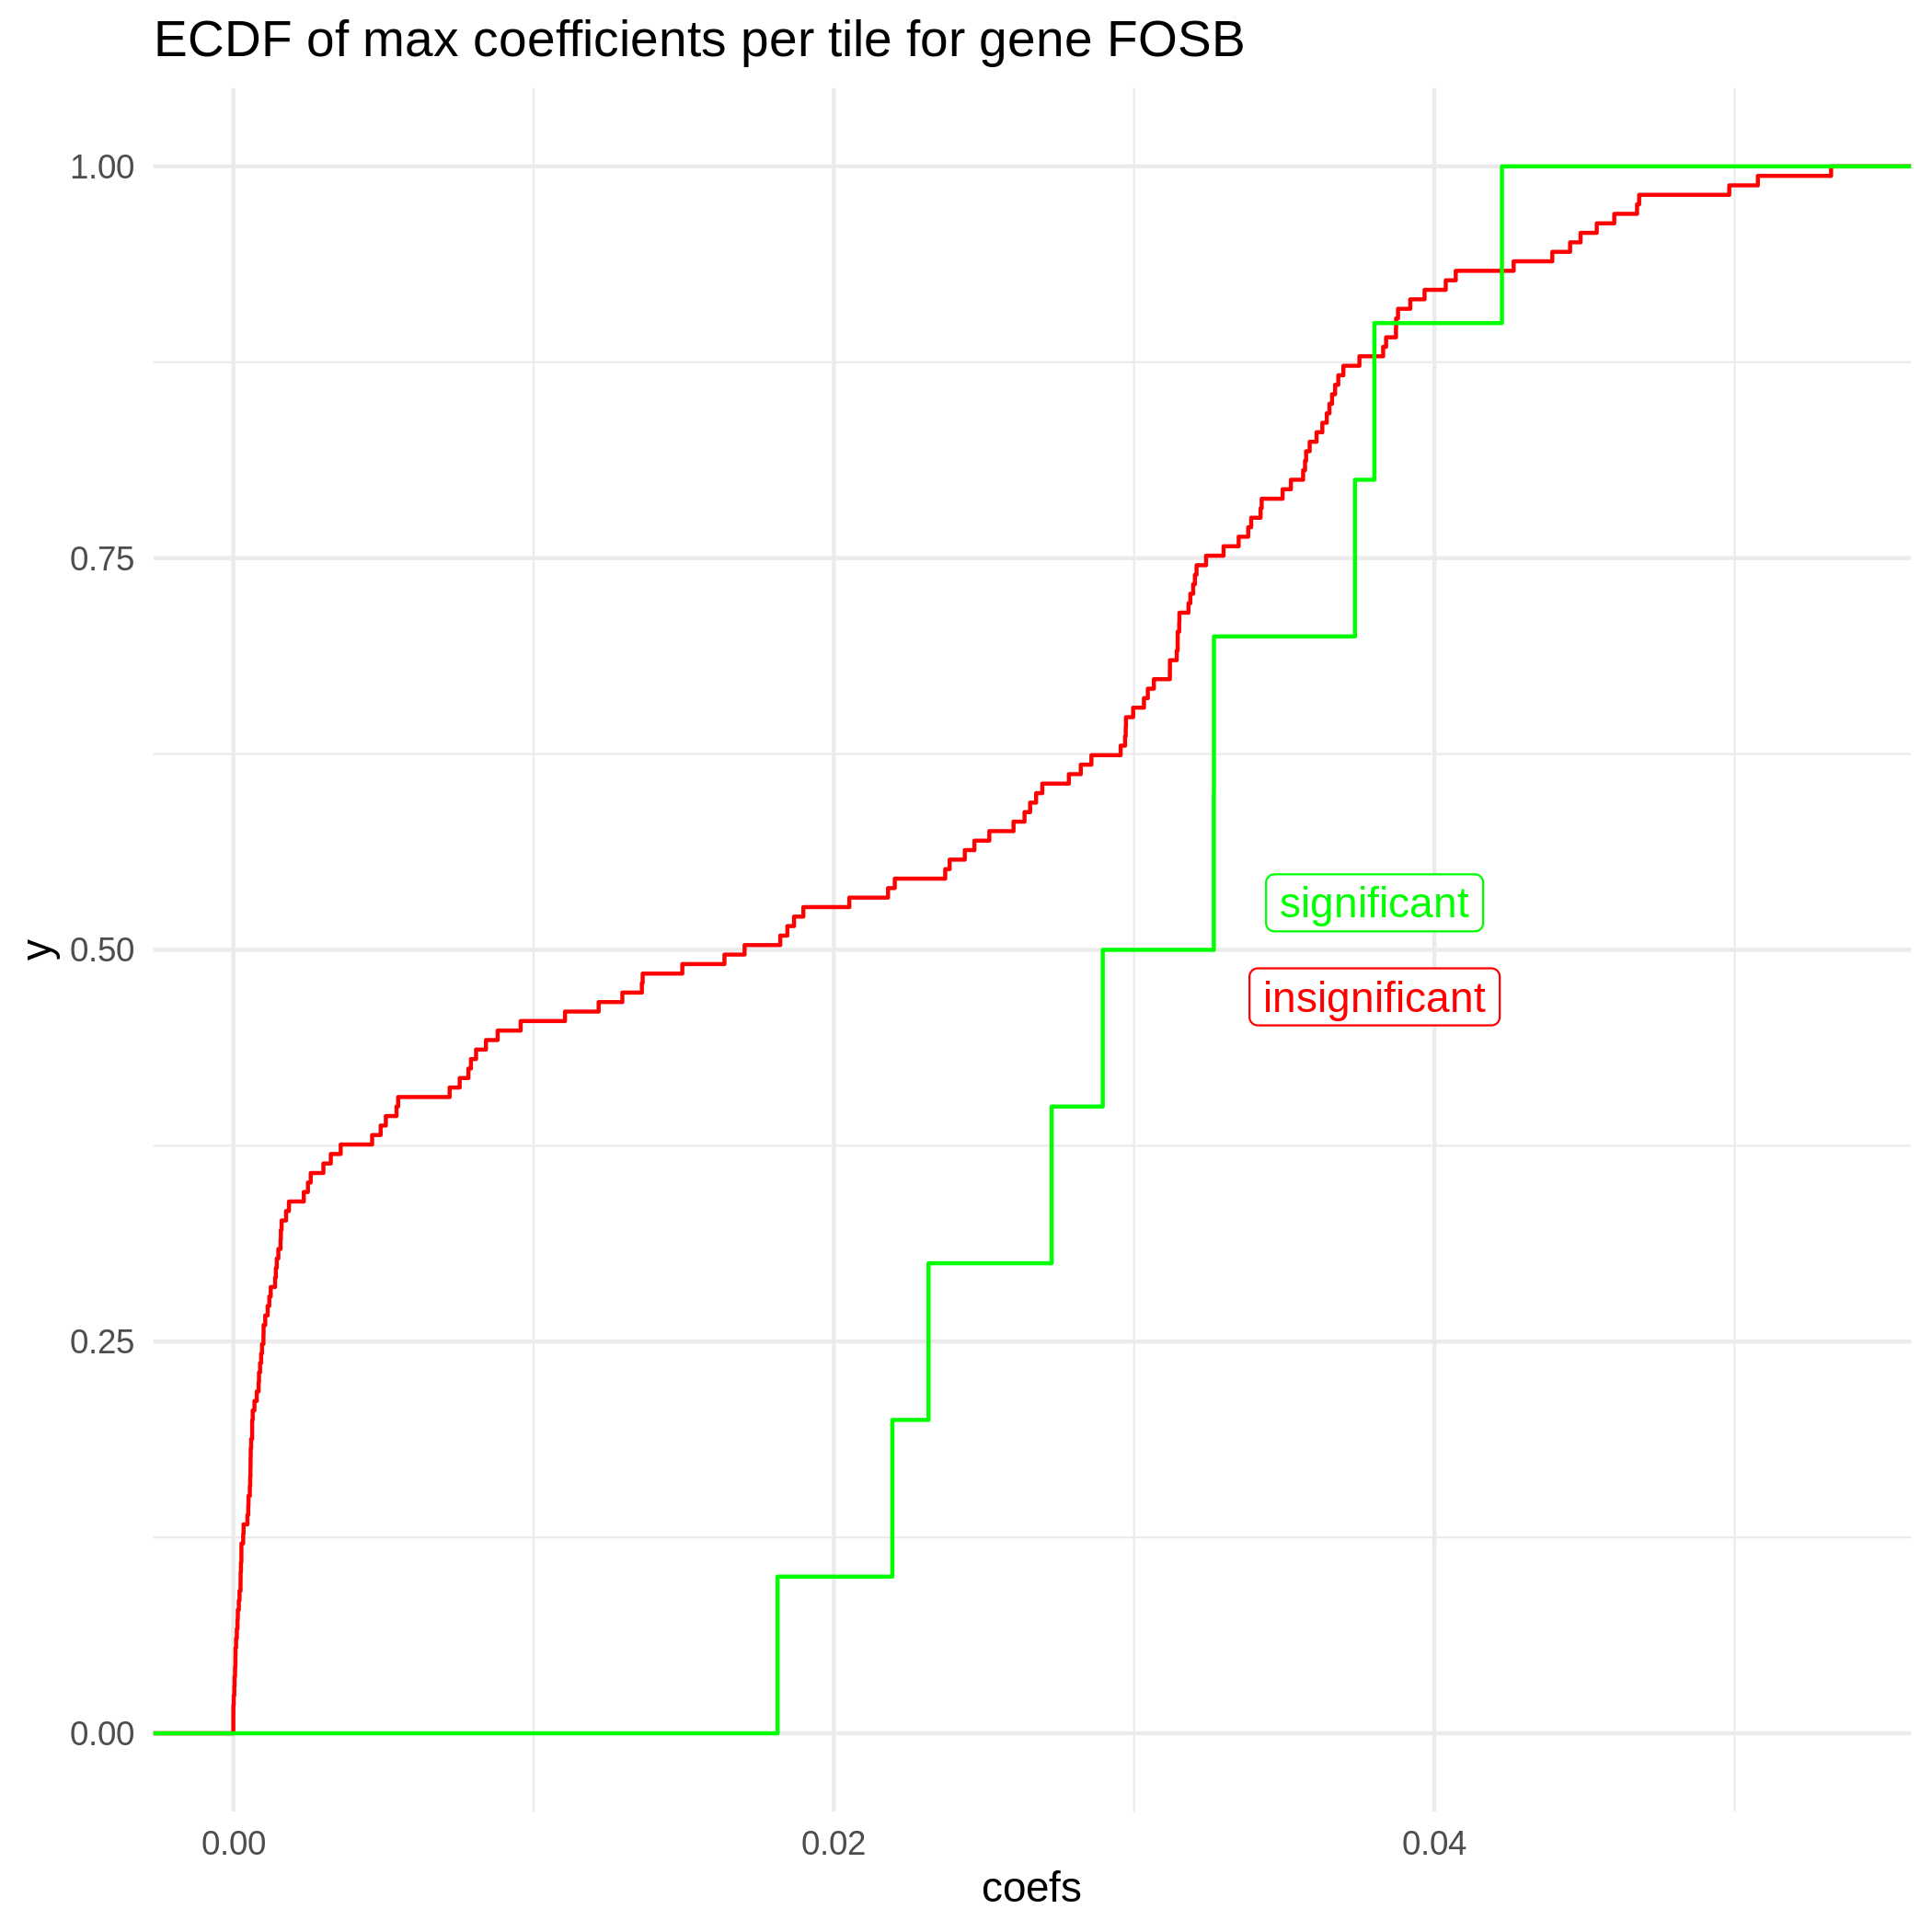 ECDF of max coefficients per tile for gene FOSB
1.00
0.75
0.50
0.25
0.00
y
significant
insignificant
0.00
0.02
0.04
coefs